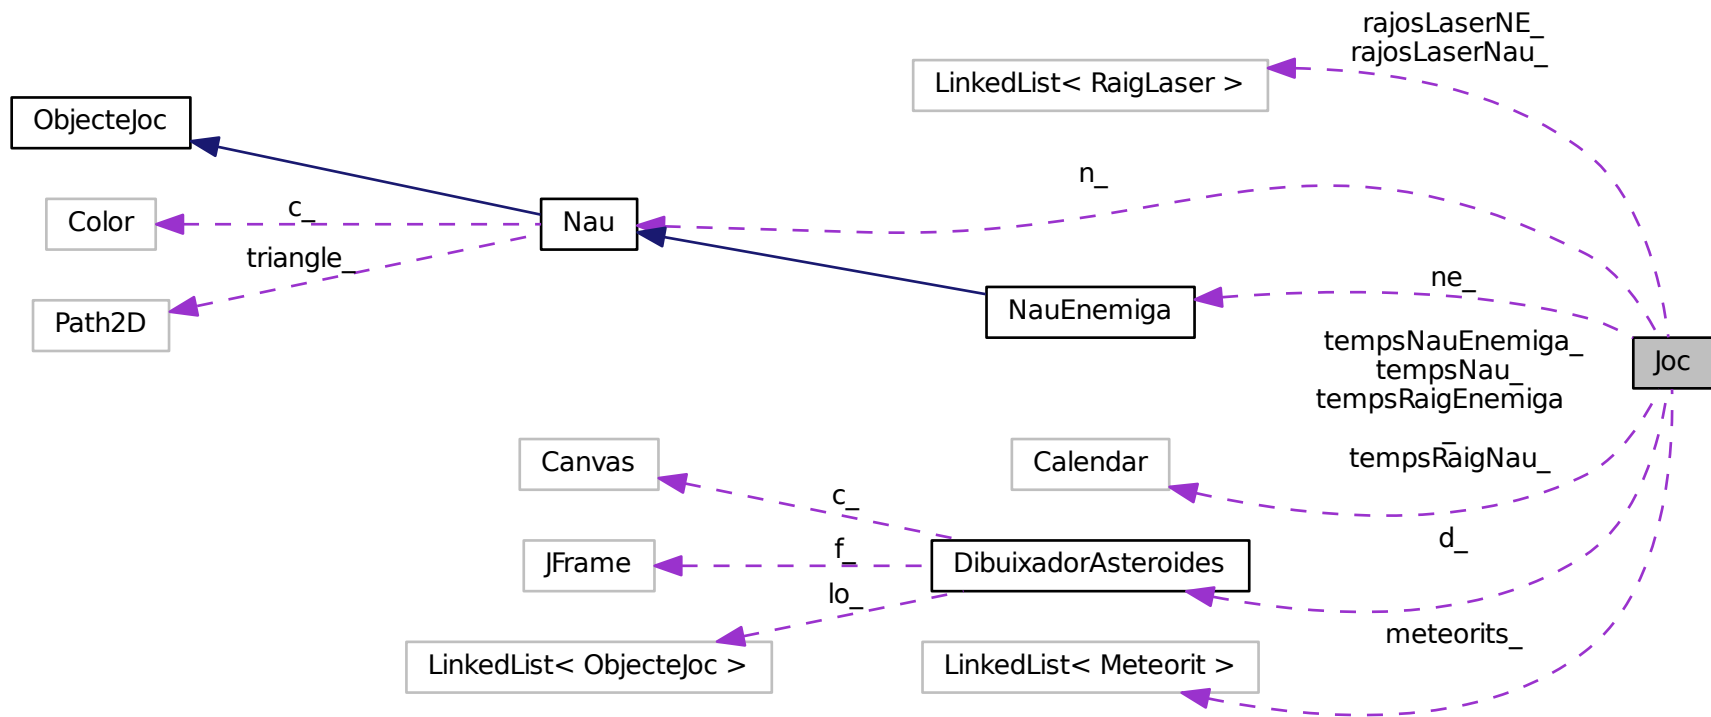 rajosLaserNE_
rajosLaserNau_
LinkedList< RaigLaser >
ObjecteJoc
n_
Color
c_
Nau
triangle_
ne_
Path2D
NauEnemiga
tempsNauEnemiga_
tempsNau_
tempsRaigEnemiga
_
tempsRaigNau_
Joc
Canvas
Calendar
c_
d_
JFrame
f_
DibuixadorAsteroides
lo_
meteorits_
LinkedList< ObjecteJoc >
LinkedList< Meteorit >